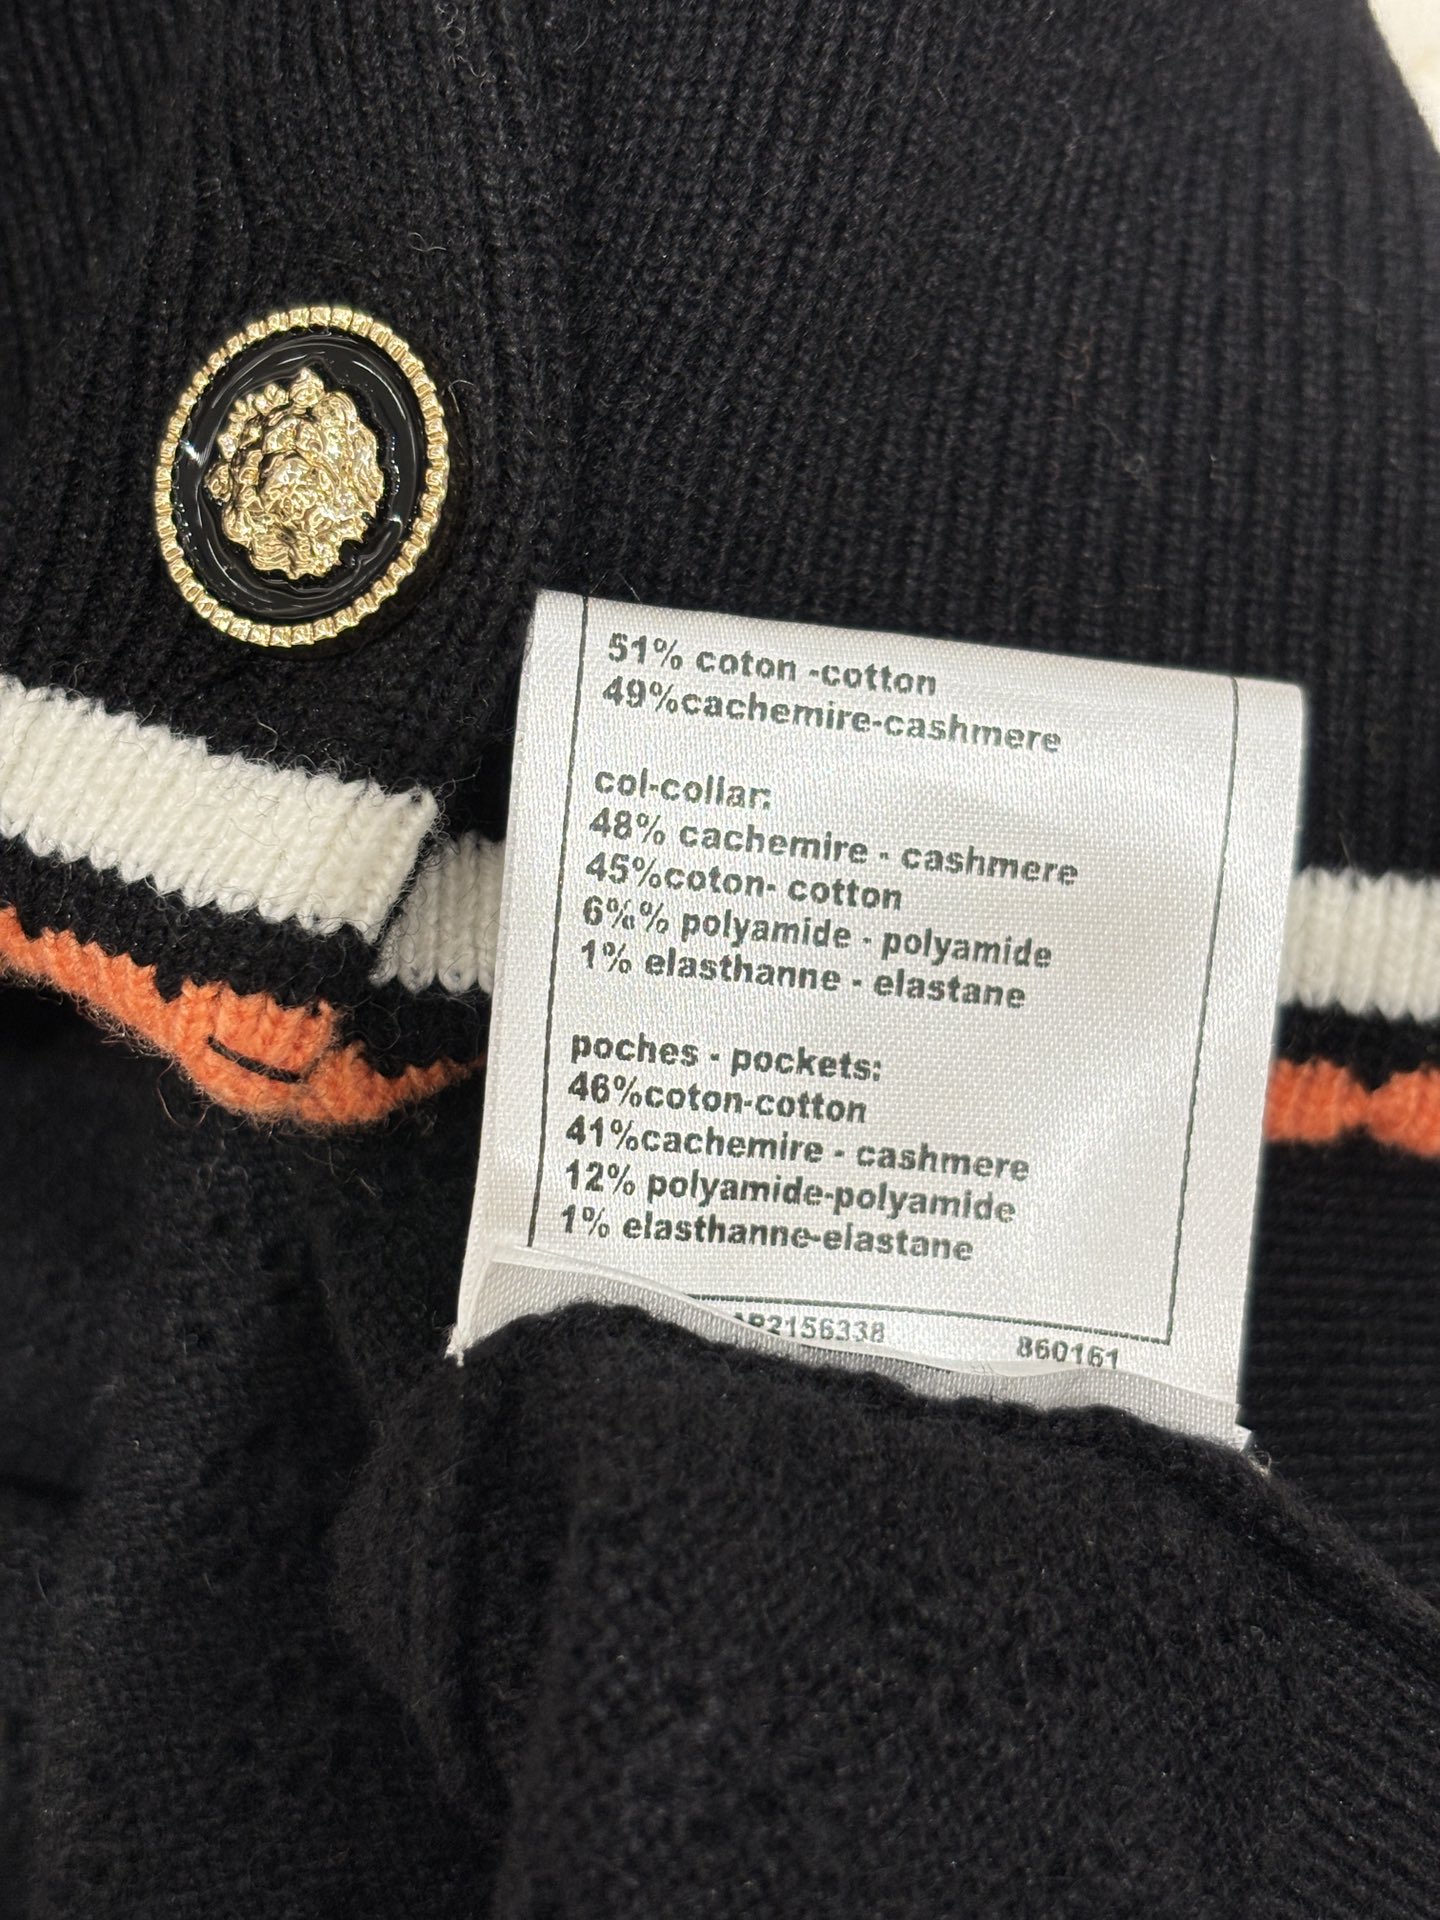 51% coton -cotton
49%cachemire-cashmere
col-collar:
48% cachemire - cashmere
45%coton- cotton
6%% polyamide - polyamide
1% elasthanne - elastane
poches - pockets:
46%coton-cotton
41%cachemire - cashmere
12% polyamide-polyamide
1% elasthanne-elastane
860161